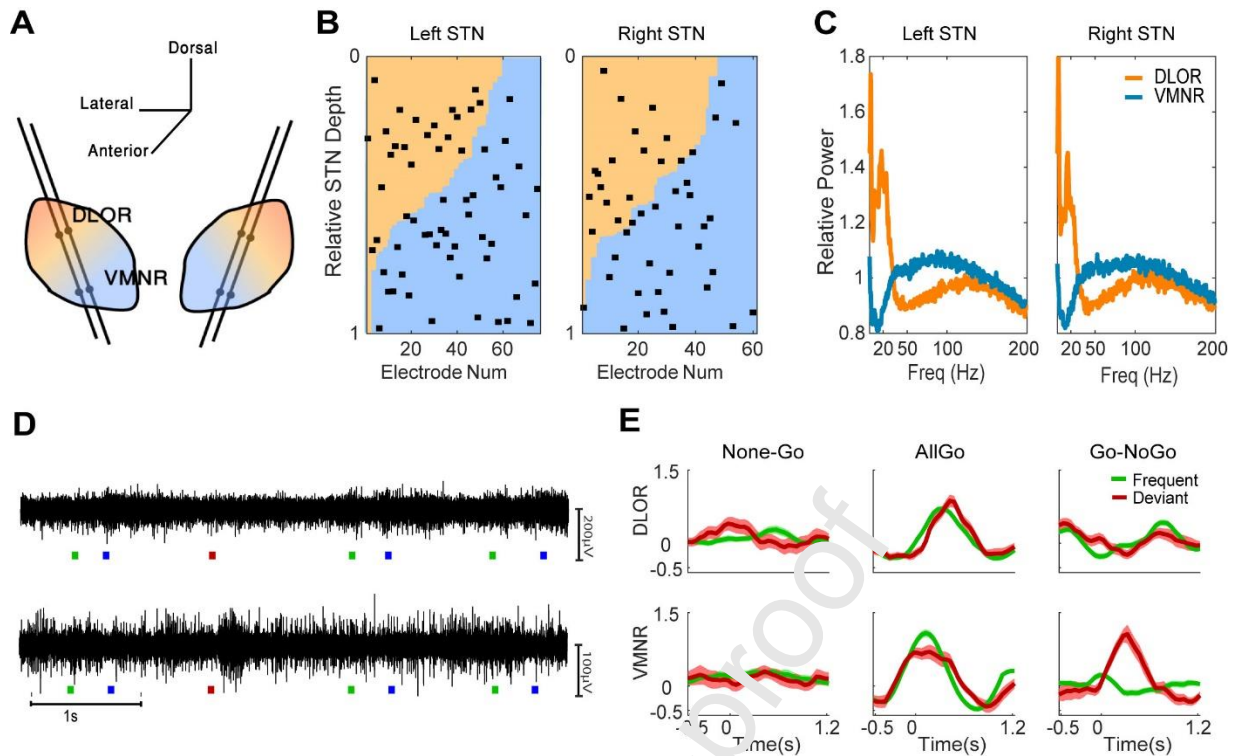 A
Dorsal
Lateral
Anterior
DLOR
VMNR
B
Left STN
Right STN
Relative STN Depth
0
1
20
40
60
Electrode Num
0
1
20
40
60
Electrode Num
C
Left STN
Right STN
DLOR
VMNR
Relative Power
1.8
1.6
1.4
1.2
1
0.8
20 50 100 200
Freq (Hz)
20 50 100 200
Freq (Hz)
D
200µV
100µV
1s
E
None-Go
AllGo
Go-NoGo
Frequent
Deviant
DLOR
1.5
0
-0.5
VMNR
1.5
0
-0.5
-0.5 0 1.2
Time(s)
-0.5 0 1.2
Time(s)
-0.5 0 1.2
Time(s)
proof